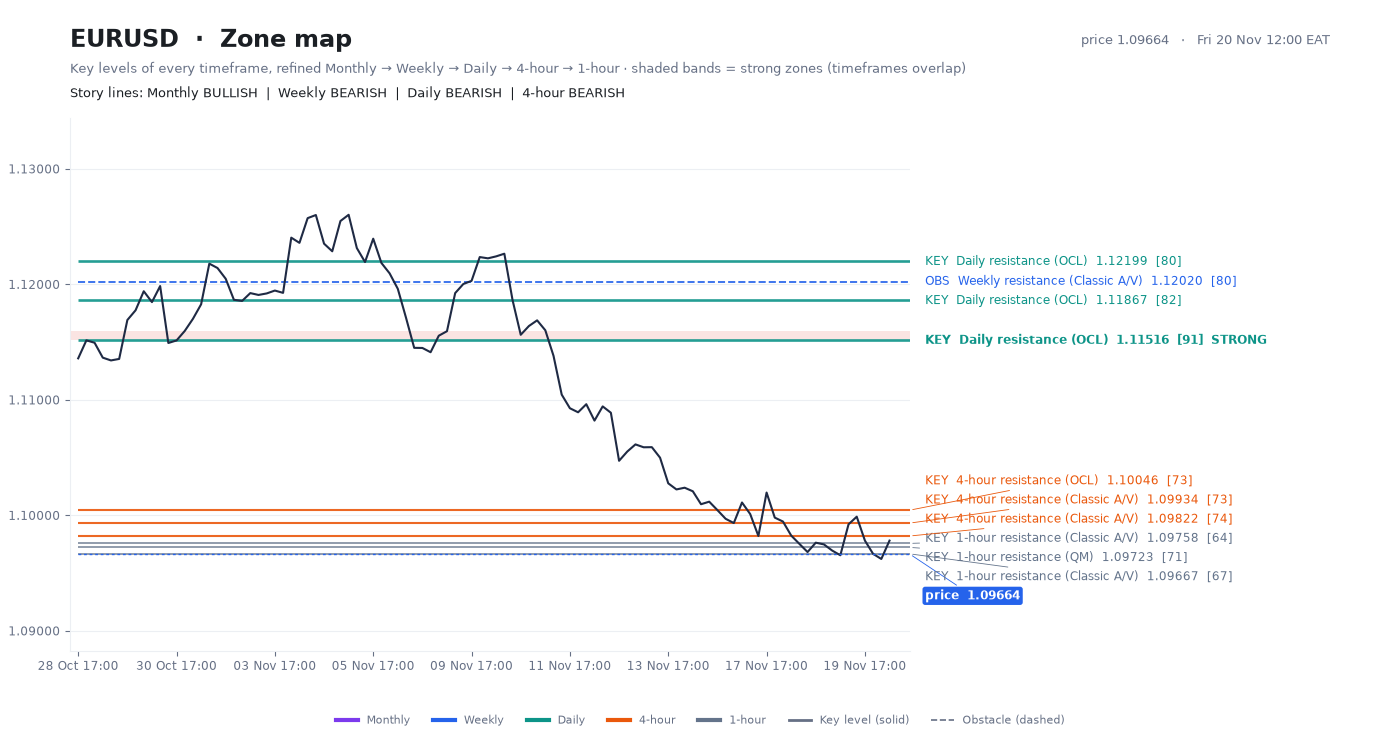 EURUSD · Zone map
price 1.09664 · Fri 20 Nov 12:00 EAT
Key levels of every timeframe, refined Monthly → Weekly → Daily → 4-hour → 1-hour · shaded bands = strong zones (timeframes overlap)
Story lines: Monthly BULLISH | Weekly BEARISH | Daily BEARISH | 4-hour BEARISH
1.13000
1.12000
1.11000
1.10000
1.09000
KEY Daily resistance (OCL) 1.12199 [80]
OBS Weekly resistance (Classic A/V) 1.12020 [80]
KEY Daily resistance (OCL) 1.11867 [82]
KEY Daily resistance (OCL) 1.11516 [91] STRONG
KEY 4-hour resistance (OCL) 1.10046 [73]
KEY 4-hour resistance (Classic A/V) 1.09934 [73]
KEY 4-hour resistance (Classic A/V) 1.09822 [74]
KEY 1-hour resistance (Classic A/V) 1.09758 [64]
KEY 1-hour resistance (QM) 1.09723 [71]
KEY 1-hour resistance (Classic A/V) 1.09667 [67]
price 1.09664
28 Oct 17:00 30 Oct 17:00 03 Nov 17:00 05 Nov 17:00 09 Nov 17:00 11 Nov 17:00 13 Nov 17:00 17 Nov 17:00 19 Nov 17:00
Monthly Weekly Daily 4-hour 1-hour Key level (solid) Obstacle (dashed)